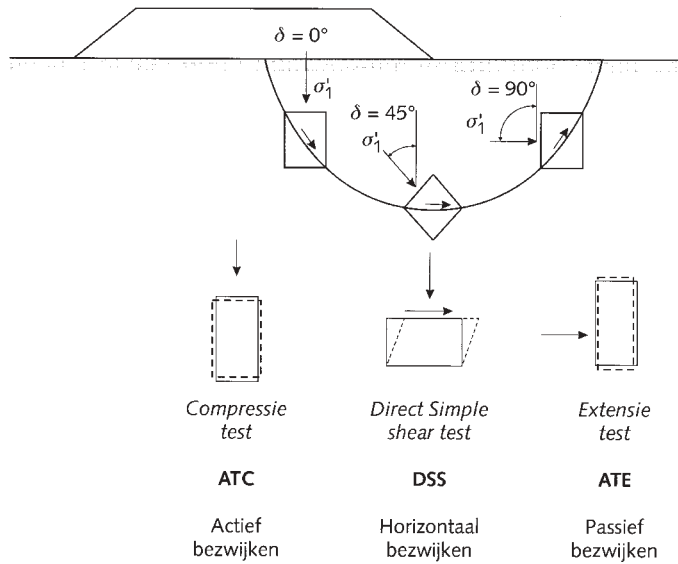 δ = 0°
σ'1
δ = 45°
σ'1
δ = 90°
σ'1
Compressie
test
ATC
Actief
bezwijken
Direct Simple
shear test
DSS
Horizontaal
bezwijken
Extensie
test
ATE
Passief
bezwijken